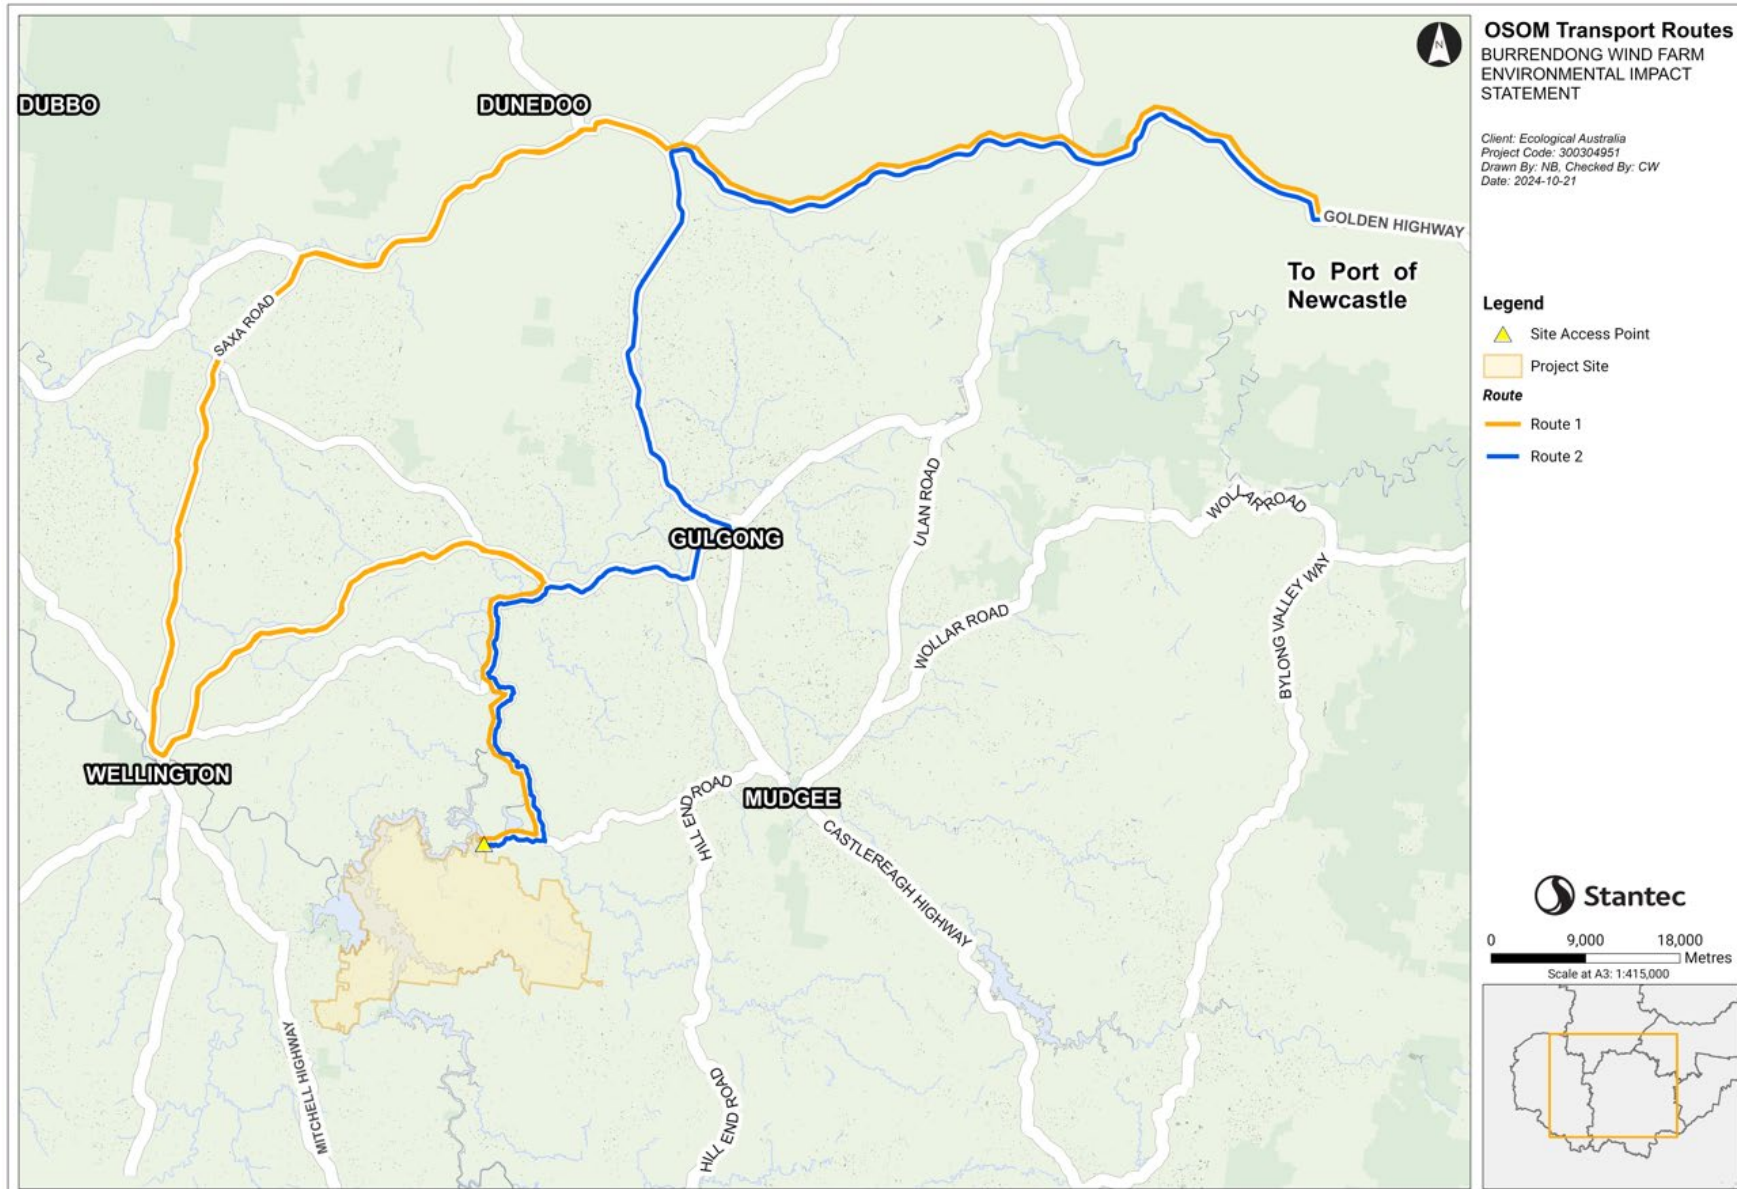 OSOM Transport Routes
BURRENDONG WIND FARM
ENVIRONMENTAL IMPACT
STATEMENT
Client: Ecological Australia
Project Code: 300304951
Drawn By: NB, Checked By: CW
Date: 2024-10-21
N
DUBBO
DUNEDOO
GOLDEN HIGHWAY
To Port of
Newcastle
SAXA ROAD
GULGONG
ULAN ROAD
WOLLAR ROAD
WOLLAR ROAD
BYLONG VALLEY WAY
WELLINGTON
HILL END ROAD
MUDGEE
CASTLEREAGH HIGHWAY
MITCHELL HIGHWAY
HILL END ROAD
Legend
Site Access Point
Project Site
Route
Route 1
Route 2
Stantec
0 9,000 18,000
Metres
Scale at A3: 1:415,000